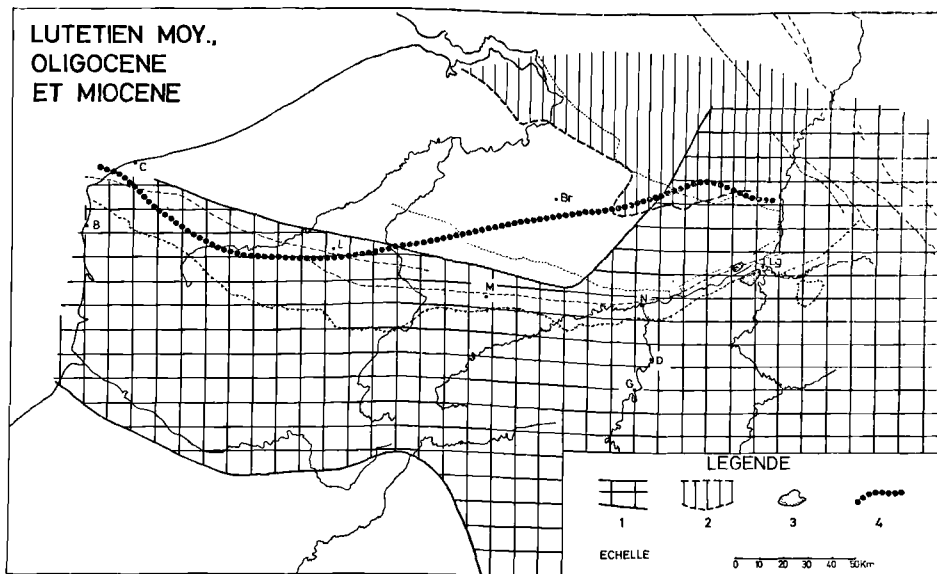 LUTETIEN MOY.,
OLIGOCENE
ET MIOCENE
C
B
L
Br
M
N
Lg
D
G
LEGENDE
1 2 3 4
ECHELLE
0 10 20 30 40 50Km